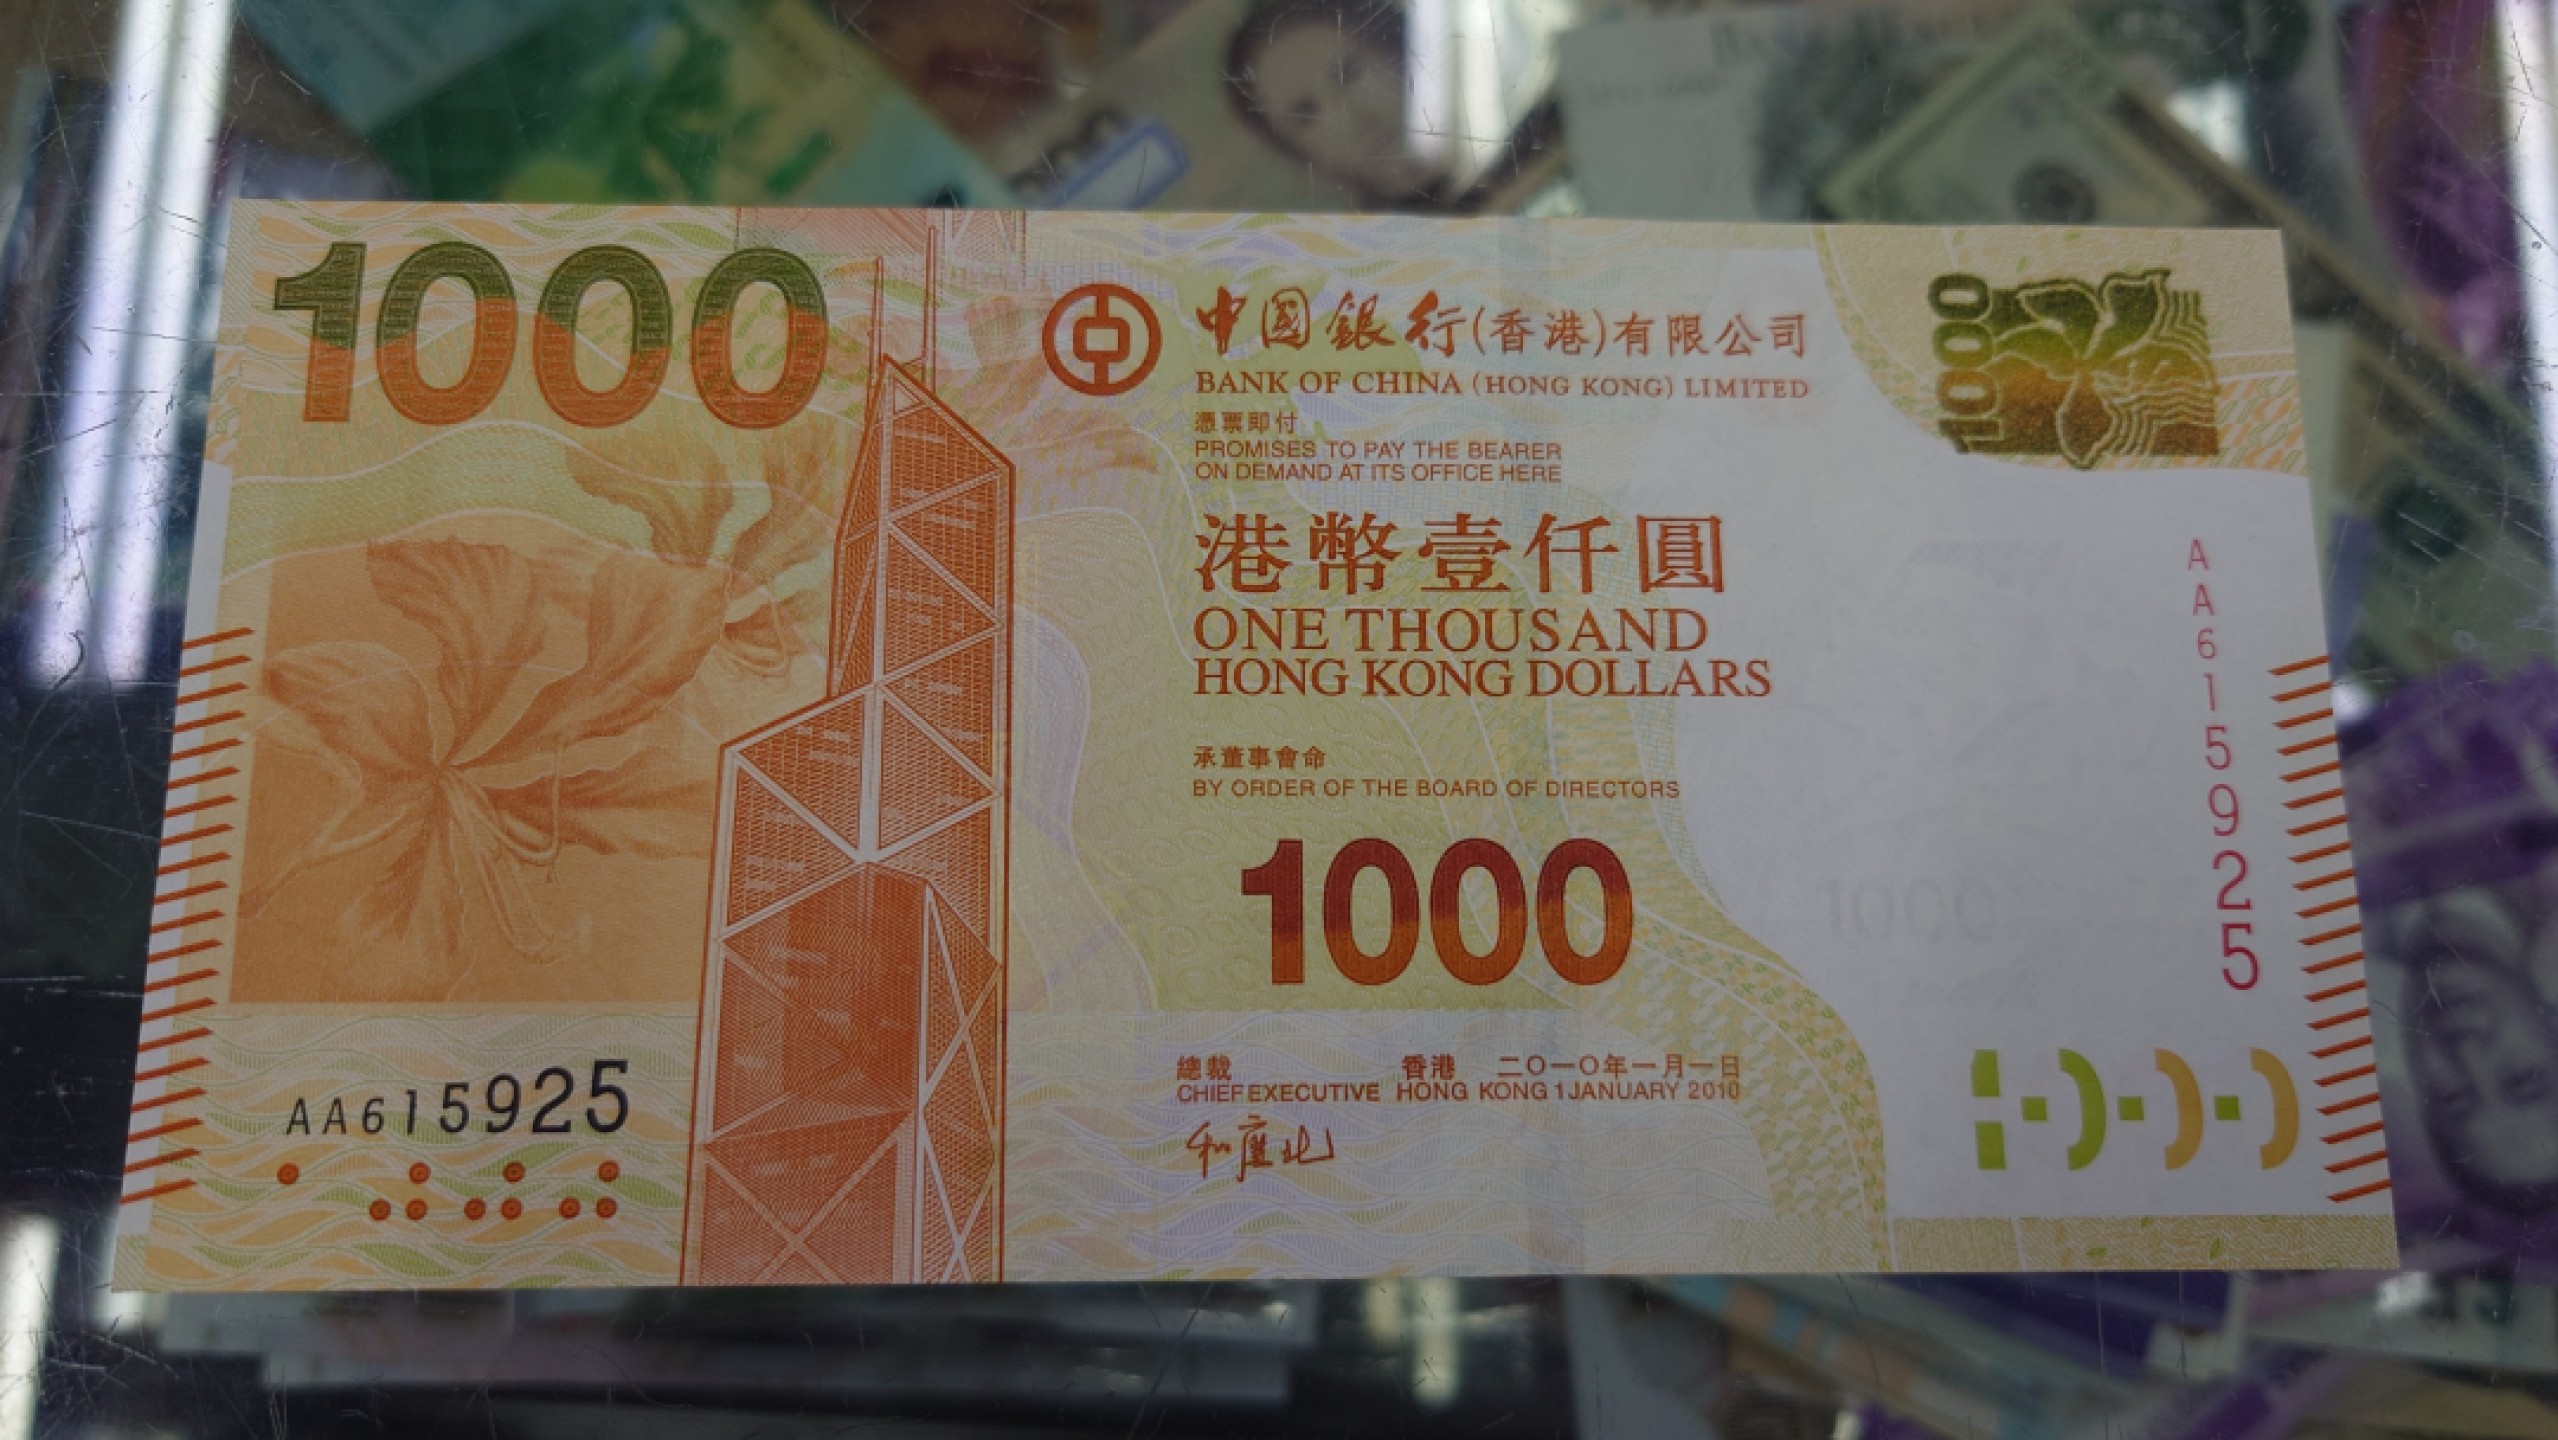 1000
中國銀行(香港)有限公司
BANK OF CHINA (HONG KONG) LIMITED
憑票即付
PROMISES TO PAY THE BEARER
ON DEMAND AT ITS OFFICE HERE
港幣壹仟圓
ONE THOUSAND
HONG KONG DOLLARS
承董事會命
BY ORDER OF THE BOARD OF DIRECTORS
1000
總裁
CHIEF EXECUTIVE
香港 二〇一〇年一月一日
HONG KONG 1 JANUARY 2010
AA615925
1000
AA615925
1000
1000